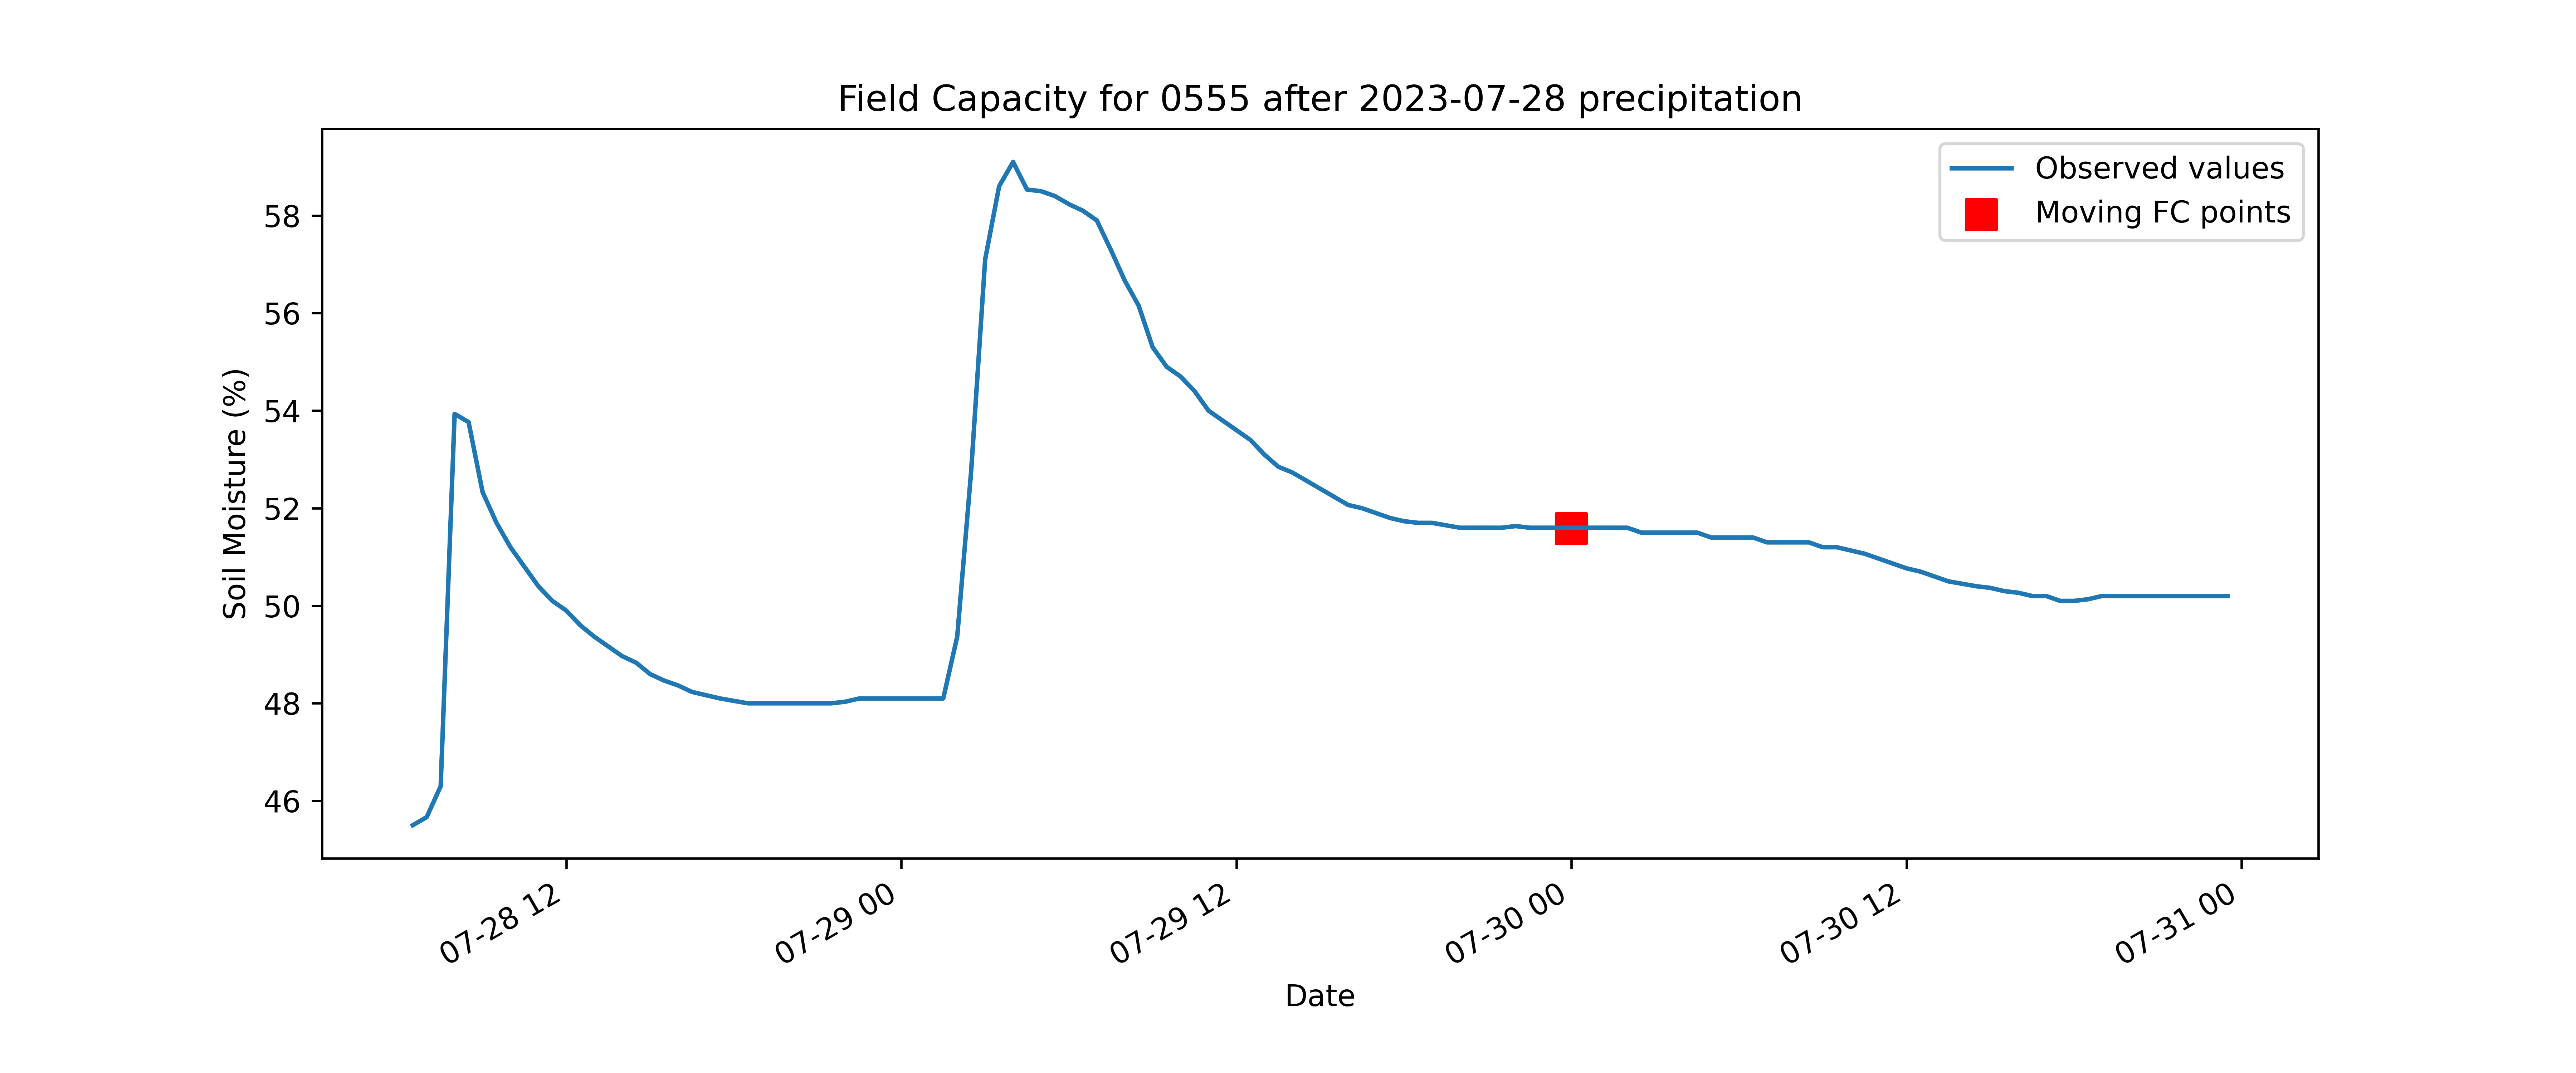 Field Capacity for 0555 after 2023-07-28 precipitation
Observed values
Moving FC points
Soil Moisture (%)
58
56
54
52
50
48
46
07-28 12
07-29 00
07-29 12
07-30 00
07-30 12
07-31 00
Date